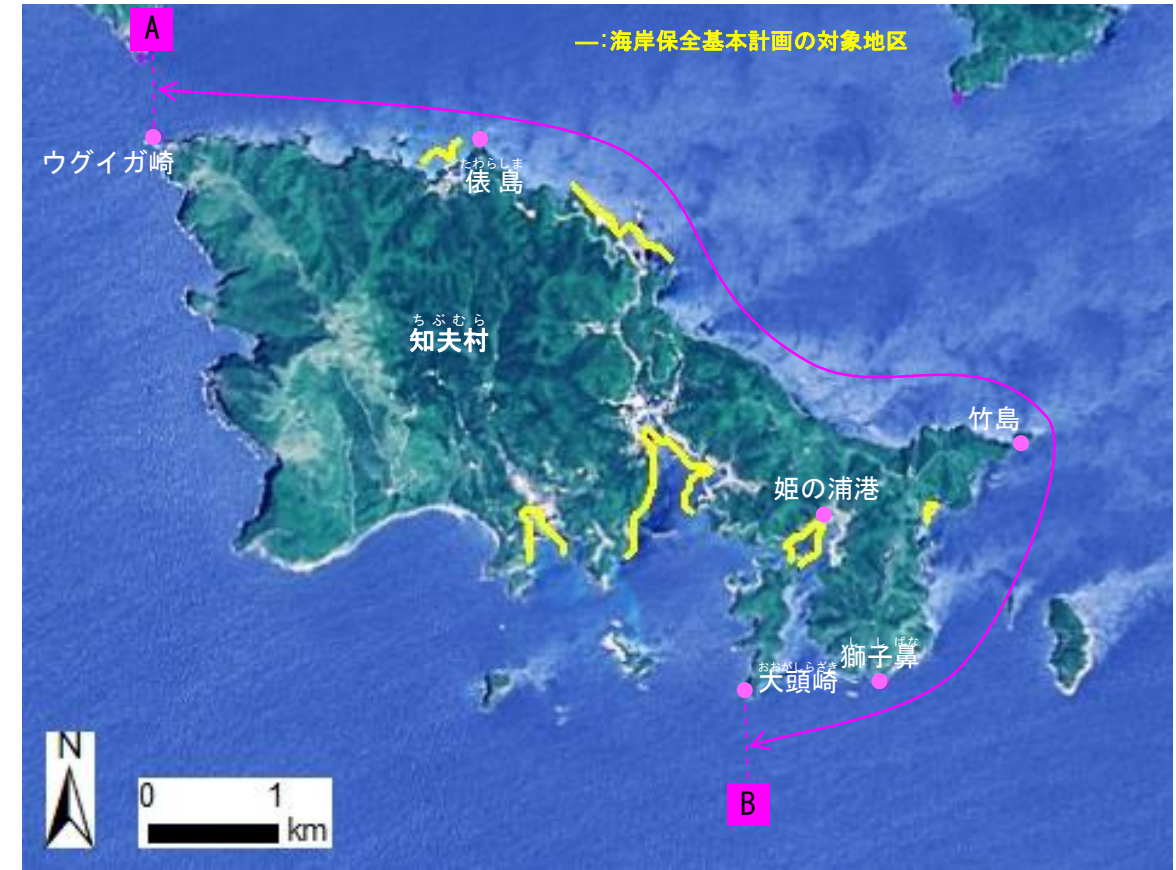 A
―:海岸保全基本計画の対象地区
ウグイガ崎
たわらしま
俵島
ちぶむら
知夫村
竹島
姫の浦港
ししばな
獅子鼻
おおがしらざき
大頭崎
B
N
0 1
km